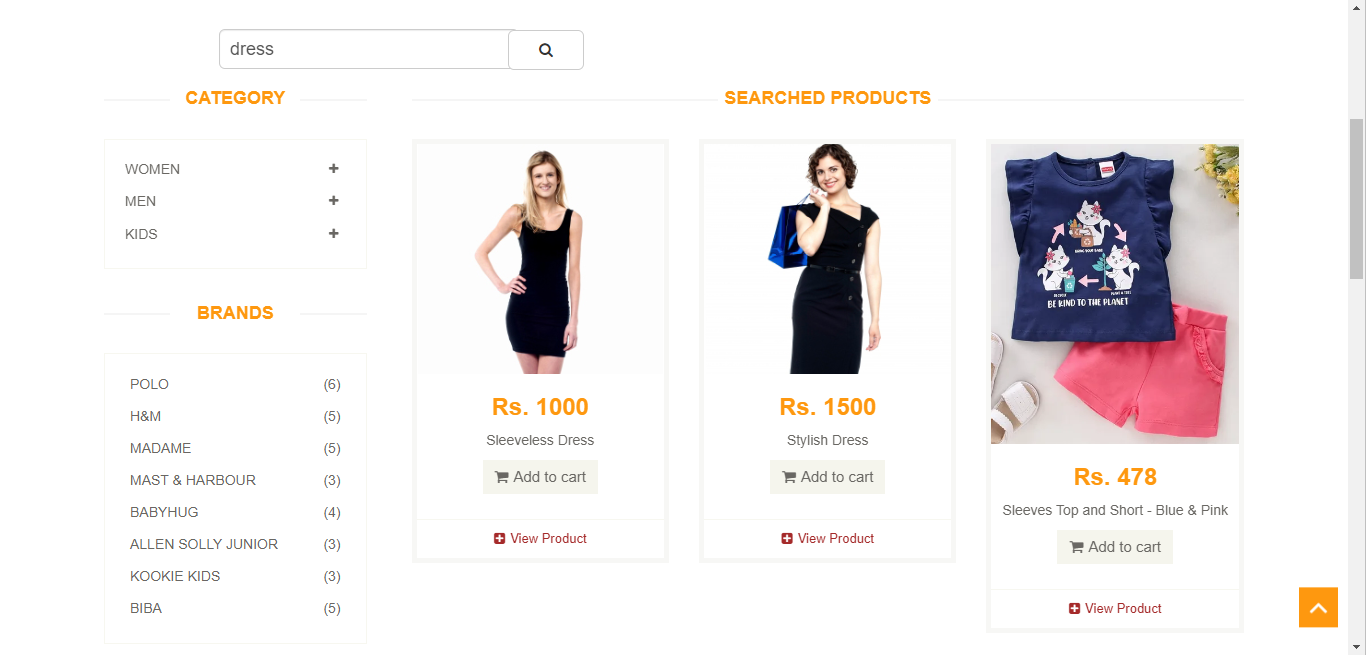 dress
CATEGORY
WOMEN
MEN
KIDS
BRANDS
POLO (6)
H&M (5)
MADAME (5)
MAST & HARBOUR (3)
BABYHUG (4)
ALLEN SOLLY JUNIOR (3)
KOOKIE KIDS (3)
BIBA (5)
SEARCHED PRODUCTS
Rs. 1000
Sleeveless Dress
Add to cart
View Product
Rs. 1500
Stylish Dress
Add to cart
View Product
BE KIND TO THE PLANET
Rs. 478
Sleeves Top and Short - Blue & Pink
Add to cart
View Product